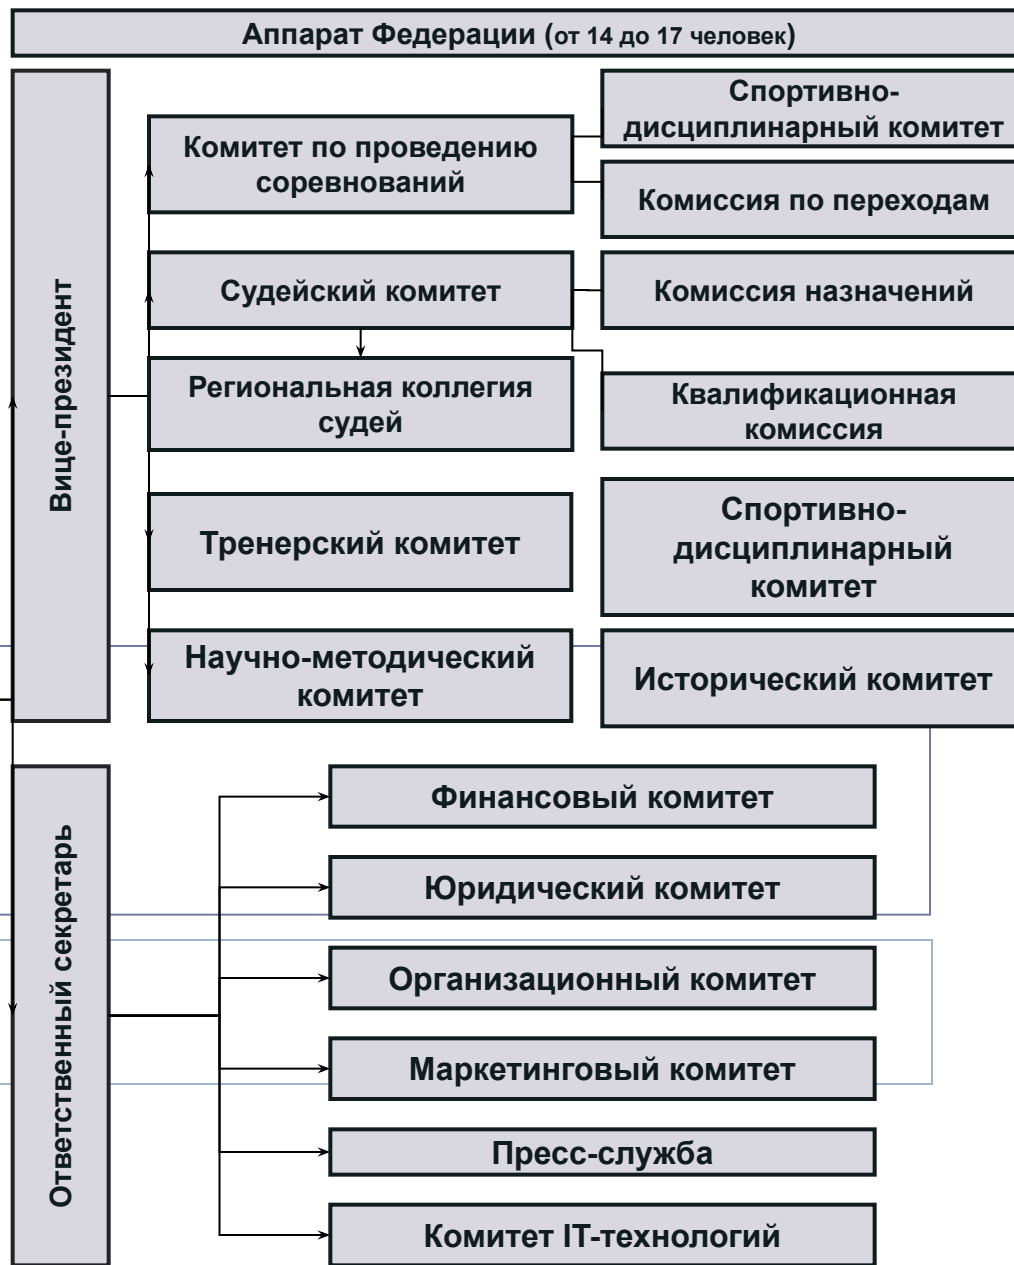 Аппарат Федерации (от 14 до 17 человек)
Вице-президент
Комитет по проведению
соревнований
Спортивно-
дисциплинарный комитет
Комиссия по переходам
Судейский комитет
Комиссия назначений
Региональная коллегия
судей
Квалификационная
комиссия
Тренерский комитет
Спортивно-
дисциплинарный
комитет
Научно-методический
комитет
Исторический комитет
Ответственный секретарь
Финансовый комитет
Юридический комитет
Организационный комитет
Маркетинговый комитет
Пресс-служба
Комитет IT-технологий